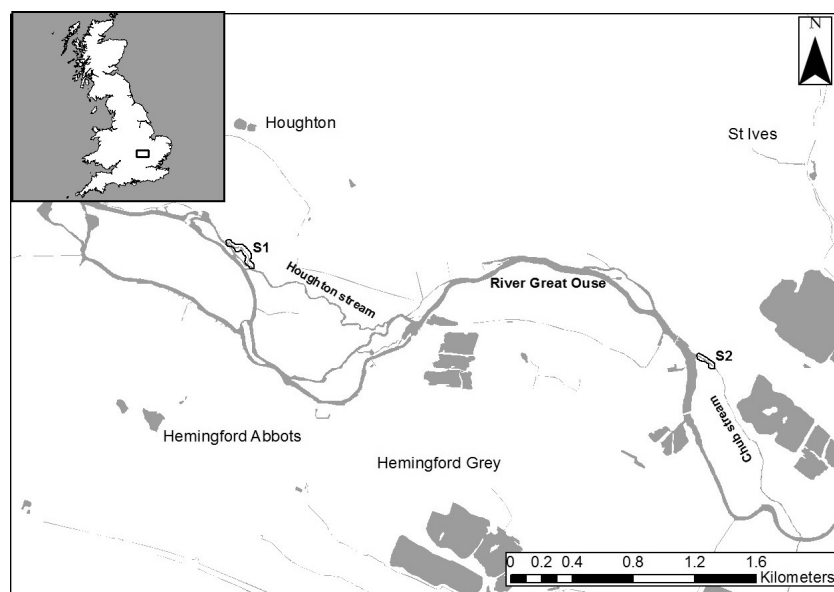 N
Houghton
St Ives
S1
Houghton stream
River Great Ouse
S2
Chub stream
Hemingford Abbots
Hemingford Grey
0 0.2 0.4 0.8 1.2 1.6
Kilometers